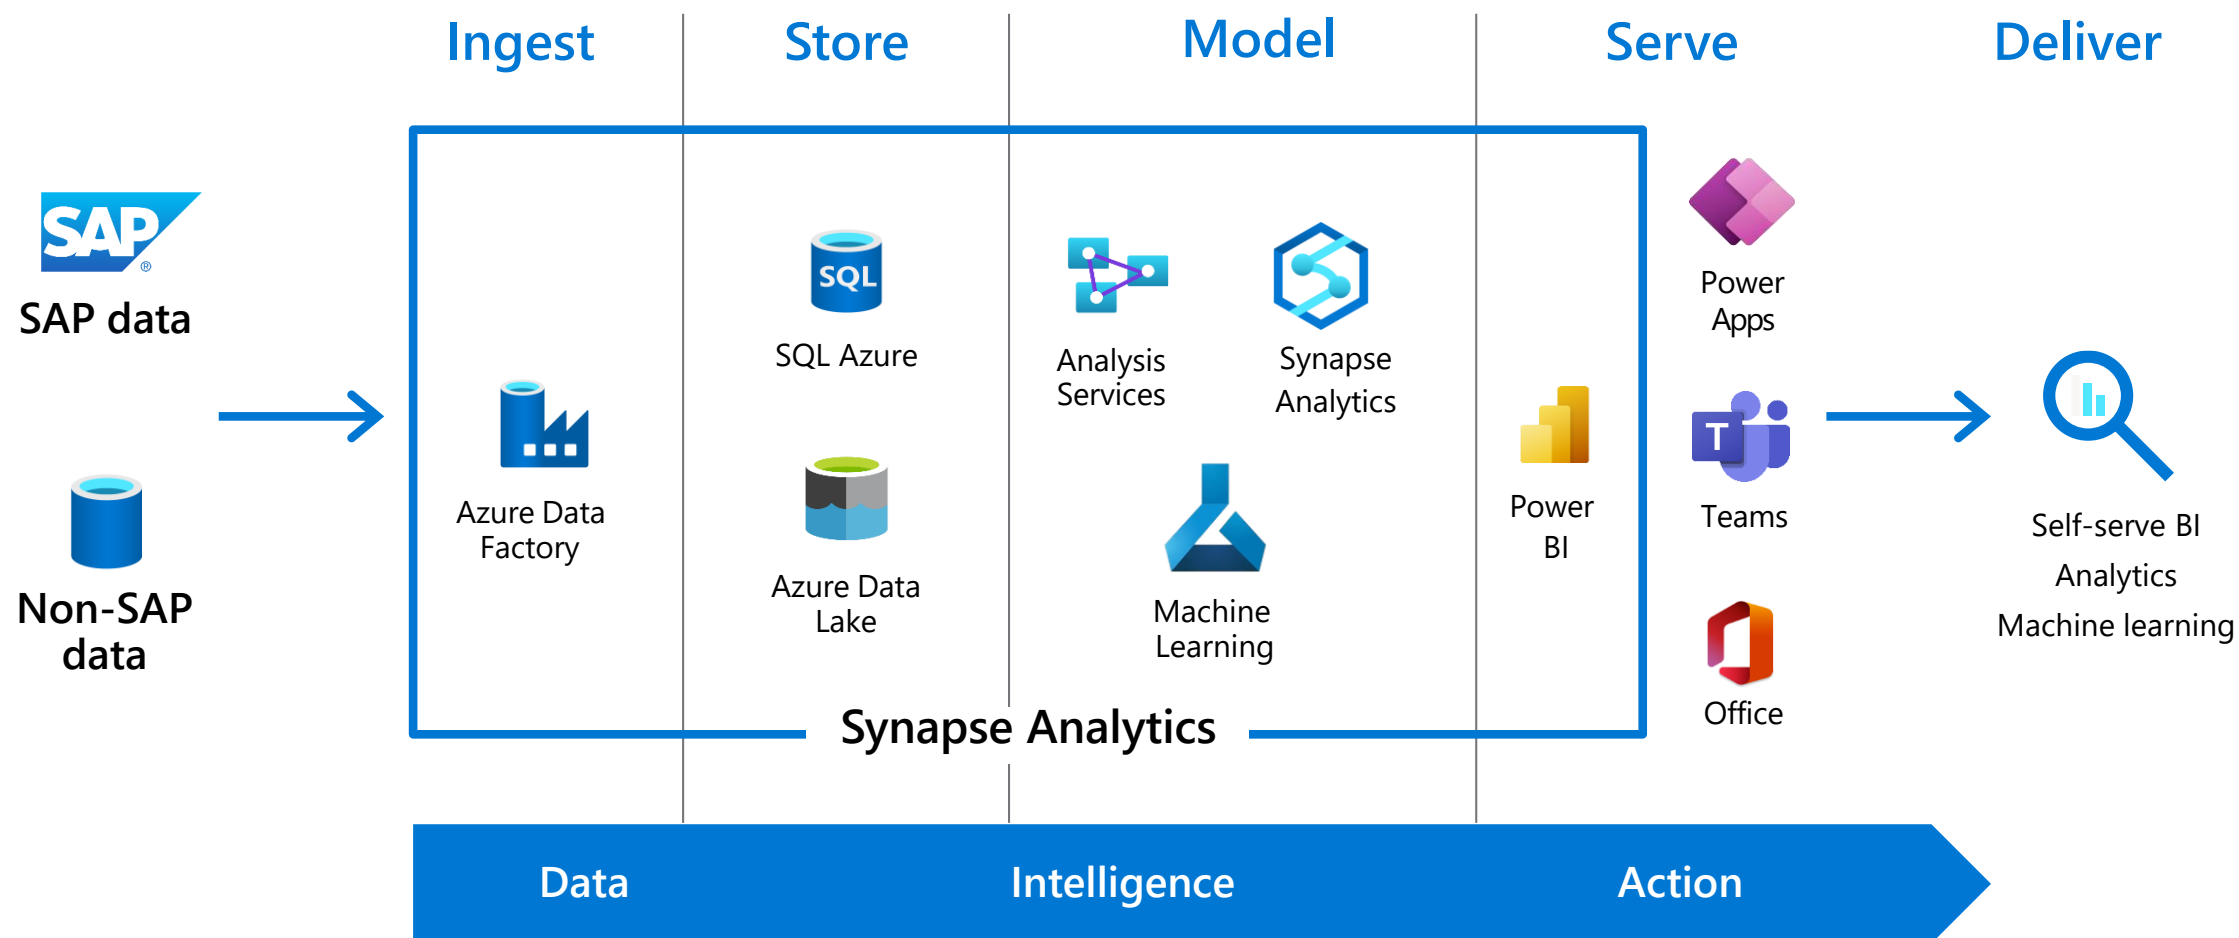 Ingest
Store
Model
Serve
Deliver
SAP
®
SAP data
Non-SAP
data
Azure Data
Factory
SQL
SQL Azure
Azure Data
Lake
Analysis
Services
Synapse
Analytics
Machine
Learning
Power
BI
Power
Apps
T
Teams
Office
Self-serve BI
Analytics
Machine learning
Synapse Analytics
Data
Intelligence
Action